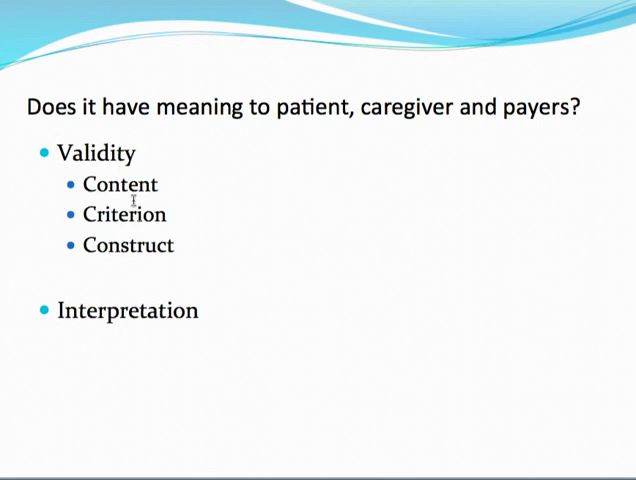 Does it have meaning to patient, caregiver and payers?
Validity
Content
Criterion
Construct
Interpretation